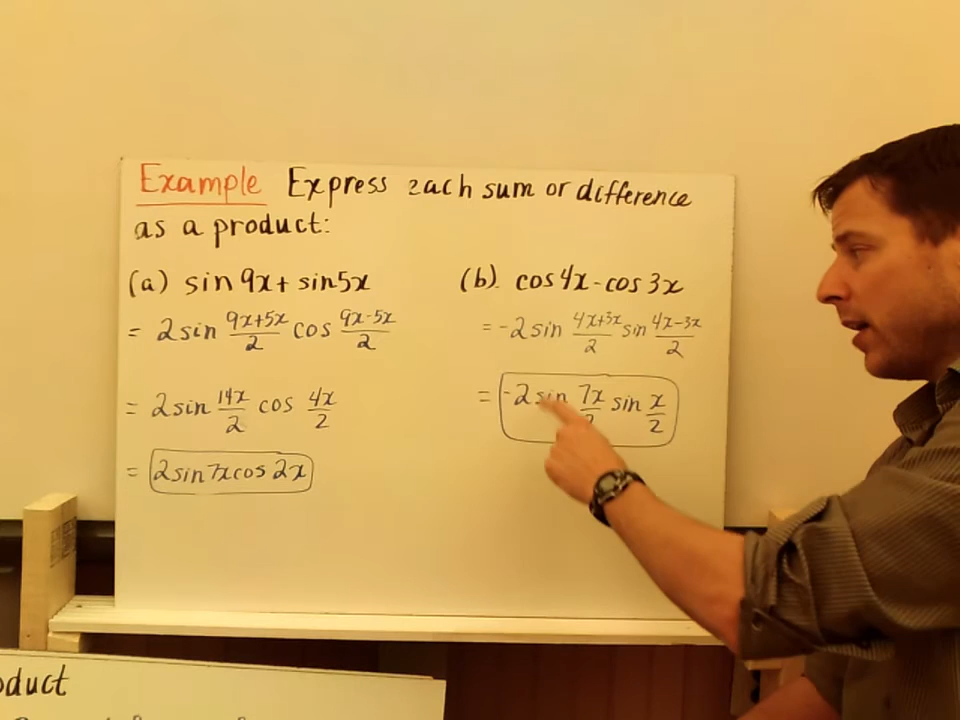 Example Express each sum or difference
as a product:
(a) sin 9x + sin 5x
= 2 sin (9x+5x)/2 cos (9x-5x)/2
= 2 sin 14x/2 cos 4x/2
= 2 sin 7x cos 2x
(b) cos 4x - cos 3x
= -2 sin (4x+3x)/2 sin (4x-3x)/2
= -2 sin 7x/2 sin x/2